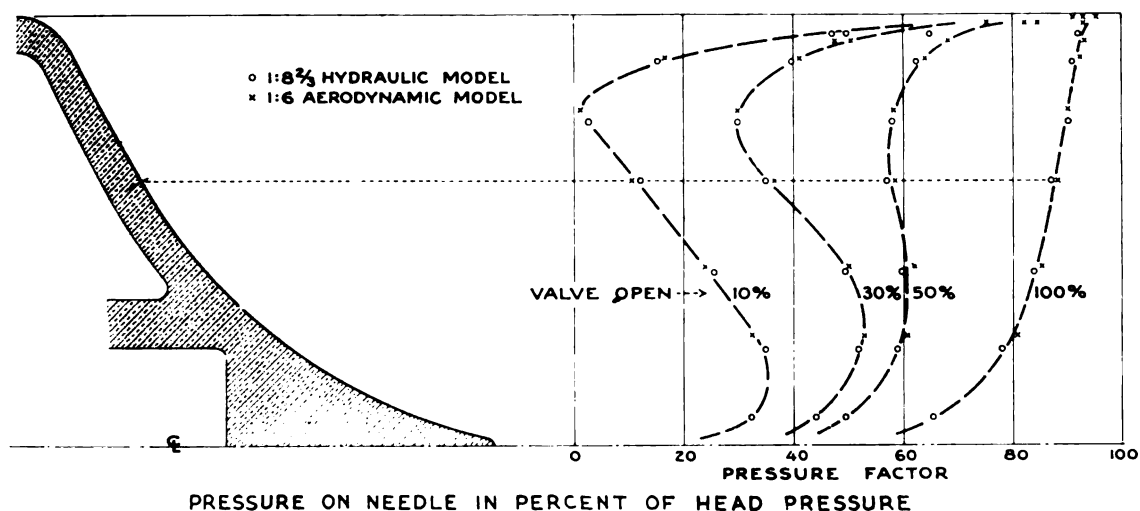 o 1:8⅔ HYDRAULIC MODEL
x 1:6 AERODYNAMIC MODEL
VALVE OPEN 10% 30% 50% 100%
℄
0 20 40 60 80 100
PRESSURE FACTOR
PRESSURE ON NEEDLE IN PERCENT OF HEAD PRESSURE